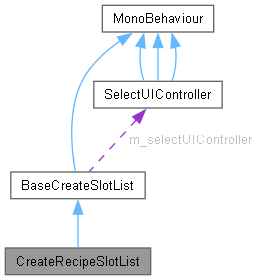 MonoBehaviour
SelectUIController
m_selectUIController
BaseCreateSlotList
CreateRecipeSlotList